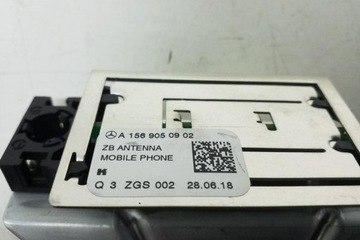 A 156 905 09 02
ZB ANTENNA
MOBILE PHONE
Q 3 ZGS 002 28.06.18